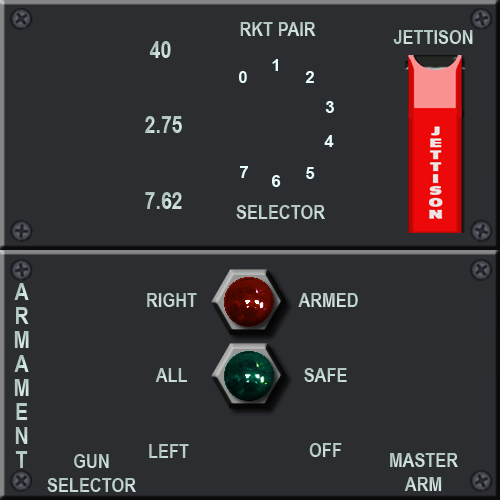 RKT PAIR
JETTISON
40
0
1
2
3
2.75
4
JETTISON
7
6
5
7.62
SELECTOR
ARMAMENT
RIGHT
ARMED
ALL
SAFE
LEFT
OFF
GUN
SELECTOR
MASTER
ARM